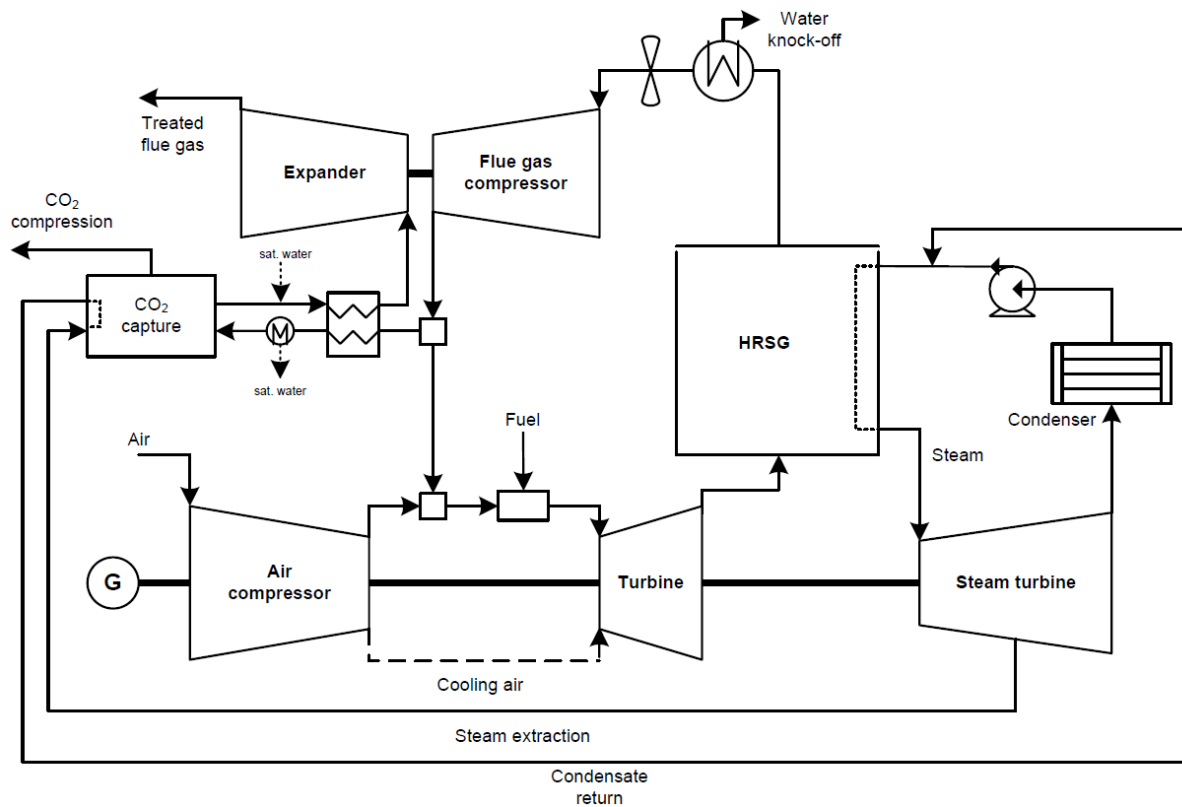 Water
knock-off
Treated
flue gas
Expander
Flue gas
compressor
CO₂
compression
sat. water
CO₂
capture
M
sat. water
HRSG
Condenser
Fuel
Air
Steam
G
Air
compressor
Turbine
Steam turbine
Cooling air
Steam extraction
Condensate
return